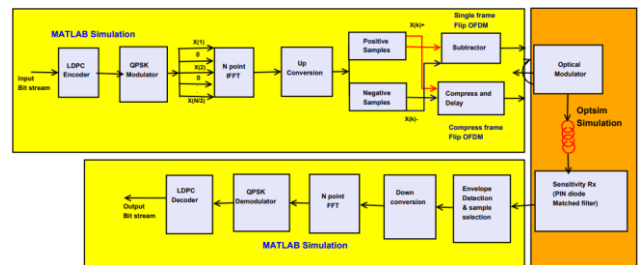 MATLAB Simulation
Single frame
Flip OFDM
X(1)
0
X(2)
0
X(N/2)
X(k)+
LDPC
Encoder
QPSK
Modulator
N point
IFFT
Up
Conversion
Positive
Samples
Subtractor
Optical
Modulator
Input
Bit stream
Negative
Samples
Compress and
Delay
X(k)-
Compress frame
Flip OFDM
Optsim
Simulation
LDPC
Decoder
QPSK
Demodulator
N point
FFT
Down
conversion
Envelope
Detection
& sample
selection
Sensitivity Rx
(PIN diode
Matched filter)
Output
Bit stream
MATLAB Simulation